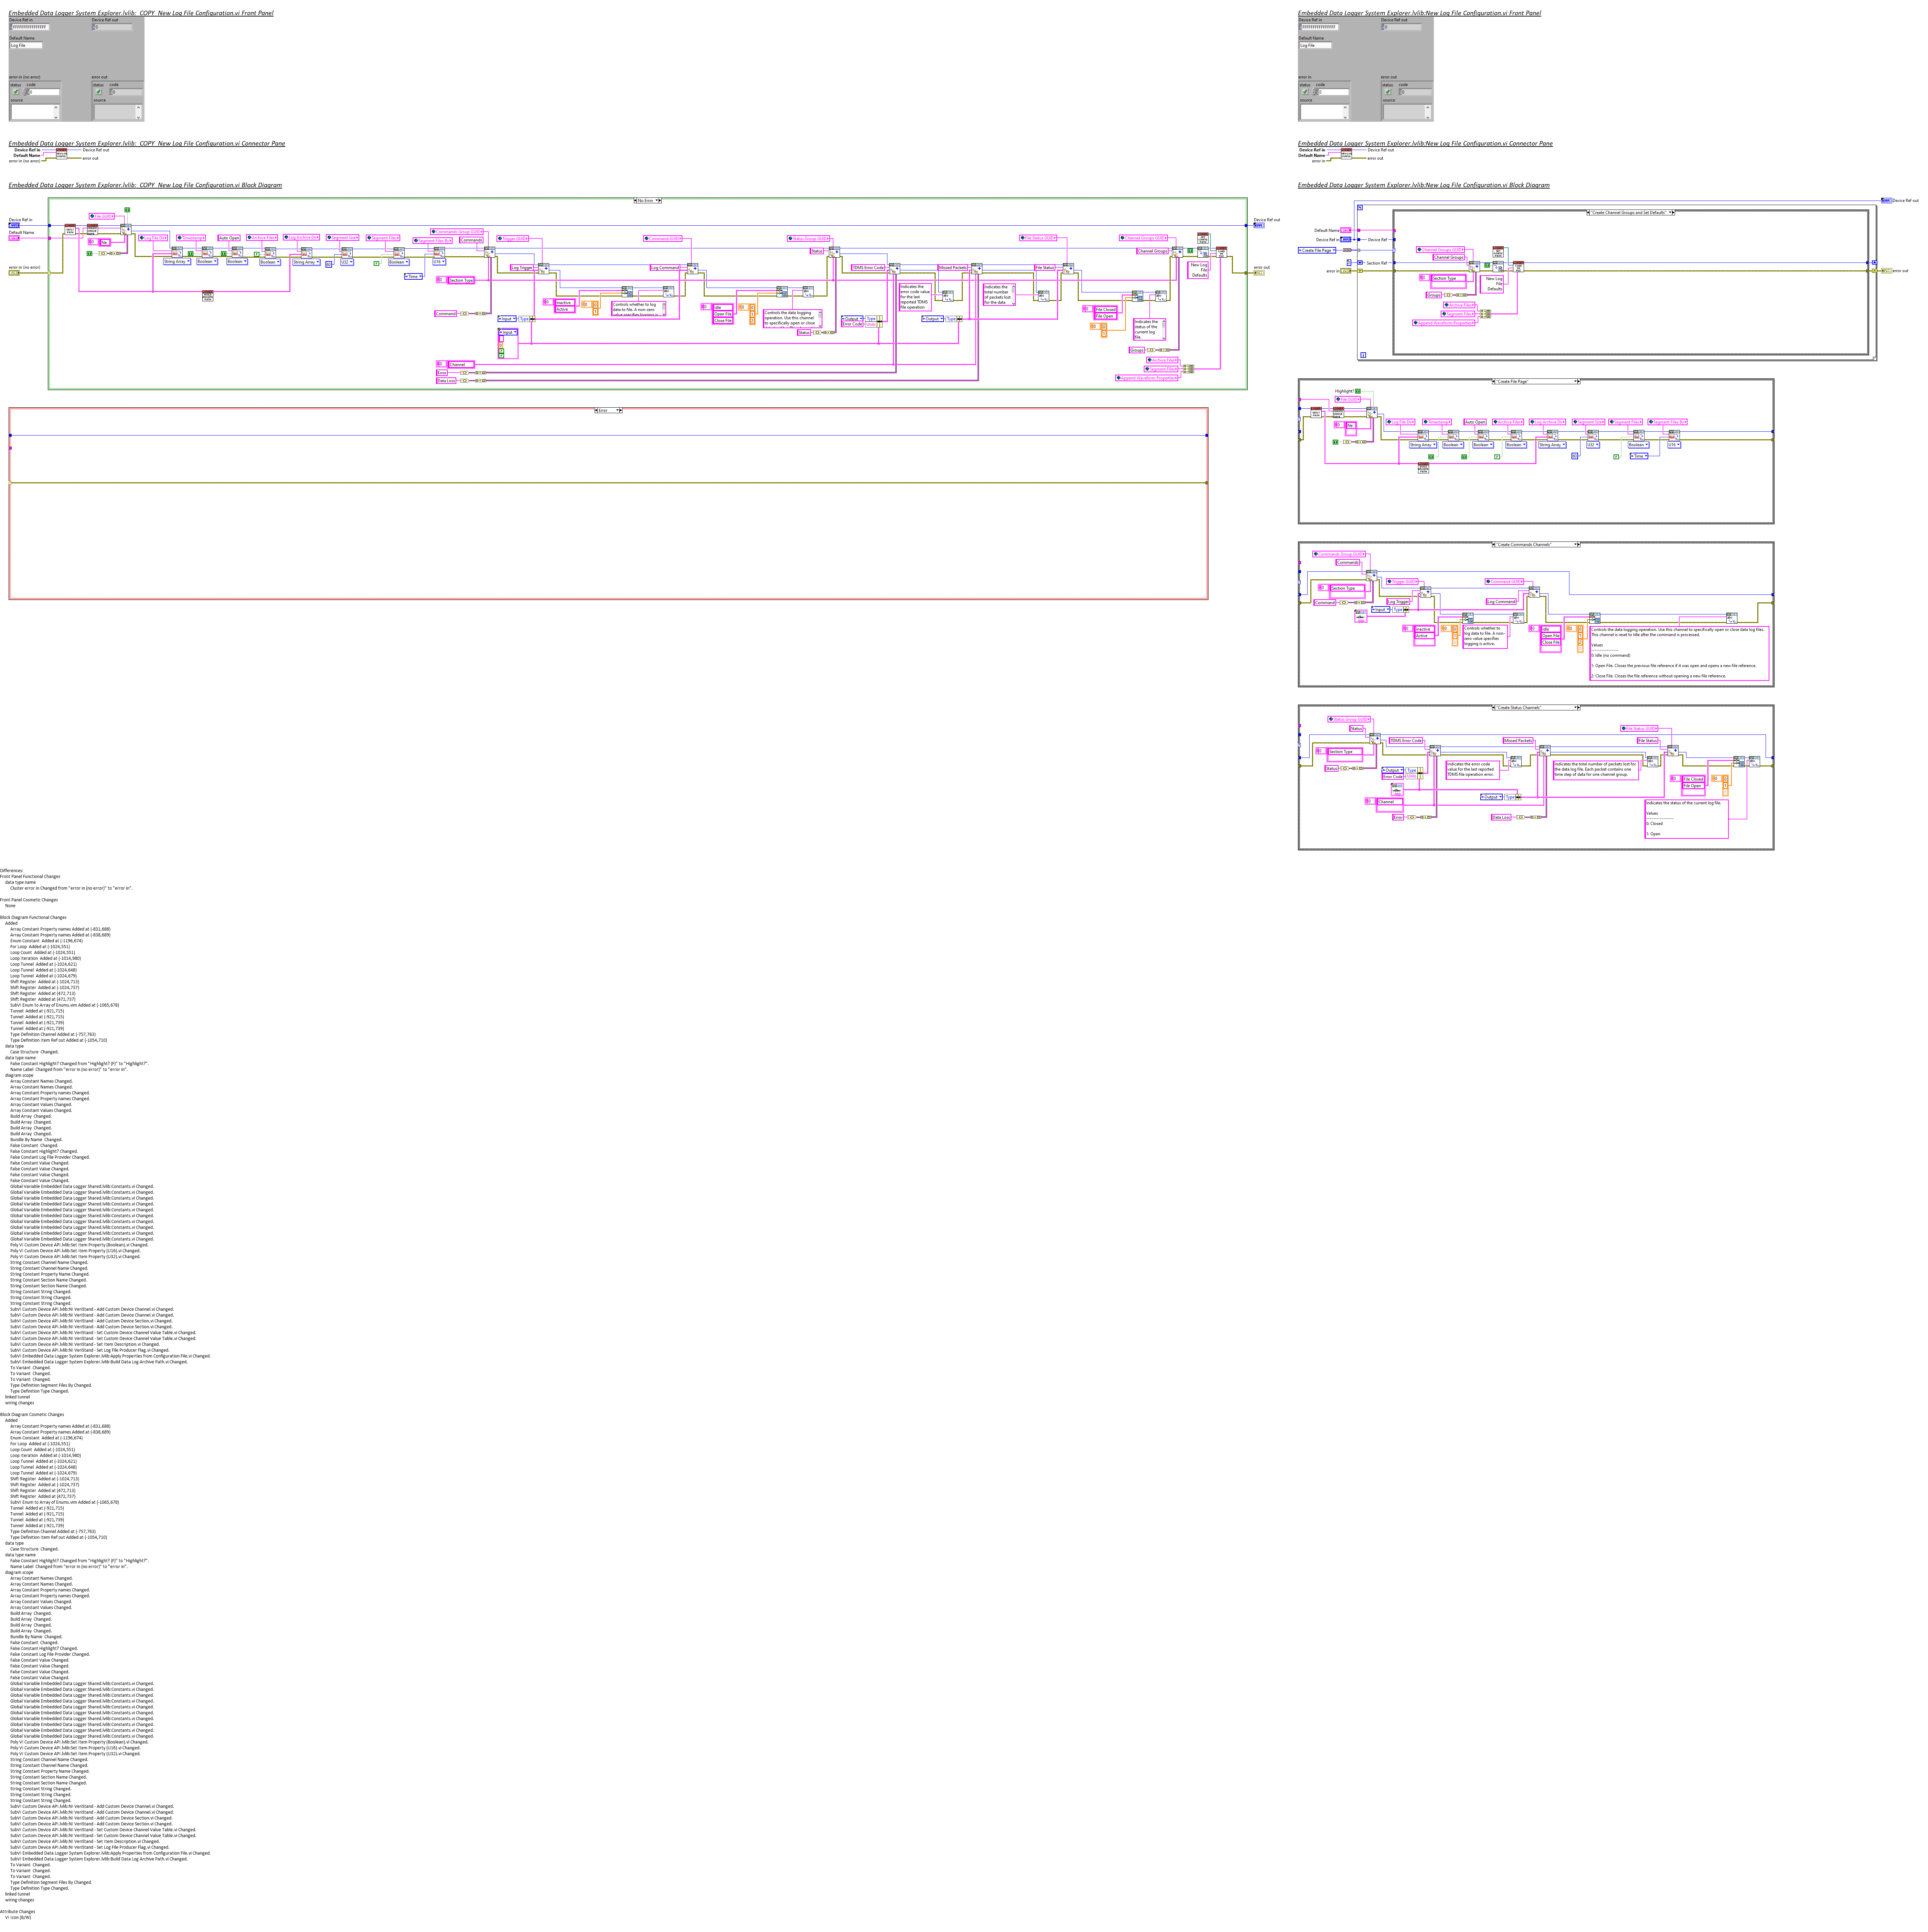 Embedded Data Logger System Explorer.lvlib:  COPY  New Log File Configuration.vi Front Panel
Device Ref in
Device Ref out
Default Name
Log File
error in (no error)
error out
status code
status code
source
source
Embedded Data Logger System Explorer.lvlib:  COPY  New Log File Configuration.vi Connector Pane
Device Ref in
Device Ref out
Default Name
error in (no error)
error out
Embedded Data Logger System Explorer.lvlib:  COPY  New Log File Configuration.vi Block Diagram
No Error
Device Ref in
Default Name
error in (no error)
Device Ref out
error out
Auto Open
String Array
Boolean
Boolean
Boolean
String Array
U32
Boolean
U16
Time
Commands
Section Type
Command
Log Trigger
Inactive
Active
Log Command
Idle
Open File
Close File
Status
TDMS Error Code
Indicates the
error code value
for the last
reported TDMS
file operation
Missed Packets
Indicates the
total number
of packets lost
for the data
File Status
File Closed
File Open
Indicates the
status of the
current log
file.
Channel Groups
New Log
File
Defaults
Groups
Channel
Error
Data Loss
Error
Embedded Data Logger System Explorer.lvlib:New Log File Configuration.vi Front Panel
Device Ref in
Device Ref out
Default Name
Log File
error in
error out
status code
status code
source
source
Embedded Data Logger System Explorer.lvlib:New Log File Configuration.vi Connector Pane
Device Ref in
Device Ref out
Default Name
error in
error out
Embedded Data Logger System Explorer.lvlib:New Log File Configuration.vi Block Diagram
Device Ref out
"Create Channel Groups and Set Defaults"
Default Name
Device Ref in
Device Ref
Create File Page
Section Ref
error in
error out
Channel Groups
Section Type
New Log
File
Defaults
Groups
"Create File Page"
Highlight?
Auto Open
String Array
Boolean
Boolean
Boolean
String Array
U32
Boolean
U16
Time
"Create Commands Channels"
Commands
Section Type
Command
Log Trigger
Log Command
Inactive
Active
Controls whether to
log data to file. A non-
zero value specifies
logging is active.
Idle
Open File
Close File
Controls the data logging operation. Use this channel to specifically open or close data log files.
This channel is reset to Idle after the command is processed.
Values
0: Idle (no command)
1: Open File. Closes the previous file reference if it was open and opens a new file reference.
2: Close File. Closes the file reference without opening a new file reference.
"Create Status Channels"
Status
Section Type
Status
TDMS Error Code
Missed Packets
File Status
Output
Error Code
Indicates the error code
value for the last reported
TDMS file operation error.
Indicates the total number of packets lost for
the data log file. Each packet contains one
time step of data for one channel group.
Output
Channel
Error
Data Loss
File Closed
File Open
Indicates the status of the current log file.
Values
0: Closed
1: Open
Differences:
Front Panel Functional Changes
data type name
Cluster error in Changed from "error in (no error)" to "error in".
Front Panel Cosmetic Changes
None
Block Diagram Functional Changes
Added
Array Constant Property names Added at (-831,688)
Array Constant Property names Added at (-838,689)
Enum Constant  Added at (-1196,674)
For Loop  Added at (-1024,551)
Loop Count  Added at (-1024,551)
Loop Iteration  Added at (-1014,980)
Loop Tunnel  Added at (-1024,621)
Loop Tunnel  Added at (-1024,648)
Loop Tunnel  Added at (-1024,679)
Shift Register  Added at (-1024,713)
Shift Register  Added at (-1024,737)
Shift Register  Added at (472,713)
Shift Register  Added at (472,737)
SubVI Enum to Array of Enums.vim Added at (-1065,678)
Tunnel  Added at (-921,715)
Tunnel  Added at (-921,715)
Tunnel  Added at (-921,739)
Tunnel  Added at (-921,739)
Type Definition Channel Added at (-757,763)
Type Definition Item Ref out Added at (-1054,710)
data type
Case Structure  Changed.
data type name
False Constant Highlight? Changed from "Highlight? (F)" to "Highlight?".
Name Label  Changed from "error in (no error)" to "error in".
diagram scope
Array Constant Names Changed.
Array Constant Names Changed.
Array Constant Property names Changed.
Array Constant Property names Changed.
Array Constant Values Changed.
Array Constant Values Changed.
Build Array  Changed.
Build Array  Changed.
Build Array  Changed.
Build Array  Changed.
Bundle By Name  Changed.
False Constant  Changed.
False Constant Highlight? Changed.
False Constant Log File Provider Changed.
False Constant Value Changed.
False Constant Value Changed.
False Constant Value Changed.
False Constant Value Changed.
Global Variable Embedded Data Logger Shared.lvlib:Constants.vi Changed.
Global Variable Embedded Data Logger Shared.lvlib:Constants.vi Changed.
Global Variable Embedded Data Logger Shared.lvlib:Constants.vi Changed.
Global Variable Embedded Data Logger Shared.lvlib:Constants.vi Changed.
Global Variable Embedded Data Logger Shared.lvlib:Constants.vi Changed.
Global Variable Embedded Data Logger Shared.lvlib:Constants.vi Changed.
Global Variable Embedded Data Logger Shared.lvlib:Constants.vi Changed.
Global Variable Embedded Data Logger Shared.lvlib:Constants.vi Changed.
Global Variable Embedded Data Logger Shared.lvlib:Constants.vi Changed.
Global Variable Embedded Data Logger Shared.lvlib:Constants.vi Changed.
Poly VI Custom Device API.lvlib:Set Item Property (Boolean).vi Changed.
Poly VI Custom Device API.lvlib:Set Item Property (U16).vi Changed.
Poly VI Custom Device API.lvlib:Set Item Property (U32).vi Changed.
String Constant Channel Name Changed.
String Constant Channel Name Changed.
String Constant Property Name Changed.
String Constant Section Name Changed.
String Constant Section Name Changed.
String Constant String Changed.
String Constant String Changed.
String Constant String Changed.
SubVI Custom Device API.lvlib:NI VeriStand - Add Custom Device Channel.vi Changed.
SubVI Custom Device API.lvlib:NI VeriStand - Add Custom Device Channel.vi Changed.
SubVI Custom Device API.lvlib:NI VeriStand - Add Custom Device Section.vi Changed.
SubVI Custom Device API.lvlib:NI VeriStand - Add Custom Device Section.vi Changed.
SubVI Custom Device API.lvlib:NI VeriStand - Set Custom Device Channel Value Table.vi Changed.
SubVI Custom Device API.lvlib:NI VeriStand - Set Custom Device Channel Value Table.vi Changed.
SubVI Custom Device API.lvlib:NI VeriStand - Set Item Description.vi Changed.
SubVI Custom Device API.lvlib:NI VeriStand - Set Log File Producer Flag.vi Changed.
SubVI Embedded Data Logger System Explorer.lvlib:Apply Properties from Configuration File.vi Changed.
SubVI Embedded Data Logger System Explorer.lvlib:Build Data Log Archive Path.vi Changed.
To Variant  Changed.
To Variant  Changed.
To Variant  Changed.
Type Definition Segment Files By Changed.
Type Definition Type Changed.
linked tunnel
wiring changes
Block Diagram Cosmetic Changes
Added
Array Constant Property names Added at (-831,688)
Array Constant Property names Added at (-838,689)
Enum Constant  Added at (-1196,674)
For Loop  Added at (-1024,551)
Loop Count  Added at (-1024,551)
Loop Iteration  Added at (-1014,980)
Loop Tunnel  Added at (-1024,621)
Loop Tunnel  Added at (-1024,648)
Loop Tunnel  Added at (-1024,679)
Shift Register  Added at (-1024,713)
Shift Register  Added at (-1024,737)
Shift Register  Added at (472,713)
Shift Register  Added at (472,737)
SubVI Enum to Array of Enums.vim Added at (-1065,678)
Tunnel  Added at (-921,715)
Tunnel  Added at (-921,715)
Tunnel  Added at (-921,739)
Tunnel  Added at (-921,739)
Type Definition Channel Added at (-757,763)
Type Definition Item Ref out Added at (-1054,710)
data type
Case Structure  Changed.
data type name
False Constant Highlight? Changed from "Highlight? (F)" to "Highlight?".
Name Label  Changed from "error in (no error)" to "error in".
diagram scope
Array Constant Names Changed.
Array Constant Names Changed.
Array Constant Property names Changed.
Array Constant Property names Changed.
Array Constant Values Changed.
Array Constant Values Changed.
Build Array  Changed.
Build Array  Changed.
Build Array  Changed.
Build Array  Changed.
Bundle By Name  Changed.
False Constant  Changed.
False Constant Highlight? Changed.
False Constant Log File Provider Changed.
False Constant Value Changed.
False Constant Value Changed.
False Constant Value Changed.
False Constant Value Changed.
Global Variable Embedded Data Logger Shared.lvlib:Constants.vi Changed.
Global Variable Embedded Data Logger Shared.lvlib:Constants.vi Changed.
Global Variable Embedded Data Logger Shared.lvlib:Constants.vi Changed.
Global Variable Embedded Data Logger Shared.lvlib:Constants.vi Changed.
Global Variable Embedded Data Logger Shared.lvlib:Constants.vi Changed.
Global Variable Embedded Data Logger Shared.lvlib:Constants.vi Changed.
Global Variable Embedded Data Logger Shared.lvlib:Constants.vi Changed.
Global Variable Embedded Data Logger Shared.lvlib:Constants.vi Changed.
Global Variable Embedded Data Logger Shared.lvlib:Constants.vi Changed.
Global Variable Embedded Data Logger Shared.lvlib:Constants.vi Changed.
Poly VI Custom Device API.lvlib:Set Item Property (Boolean).vi Changed.
Poly VI Custom Device API.lvlib:Set Item Property (U16).vi Changed.
Poly VI Custom Device API.lvlib:Set Item Property (U32).vi Changed.
String Constant Channel Name Changed.
String Constant Channel Name Changed.
String Constant Property Name Changed.
String Constant Section Name Changed.
String Constant Section Name Changed.
String Constant String Changed.
String Constant String Changed.
String Constant String Changed.
SubVI Custom Device API.lvlib:NI VeriStand - Add Custom Device Channel.vi Changed.
SubVI Custom Device API.lvlib:NI VeriStand - Add Custom Device Channel.vi Changed.
SubVI Custom Device API.lvlib:NI VeriStand - Add Custom Device Section.vi Changed.
SubVI Custom Device API.lvlib:NI VeriStand - Add Custom Device Section.vi Changed.
SubVI Custom Device API.lvlib:NI VeriStand - Set Custom Device Channel Value Table.vi Changed.
SubVI Custom Device API.lvlib:NI VeriStand - Set Custom Device Channel Value Table.vi Changed.
SubVI Custom Device API.lvlib:NI VeriStand - Set Item Description.vi Changed.
SubVI Custom Device API.lvlib:NI VeriStand - Set Log File Producer Flag.vi Changed.
SubVI Embedded Data Logger System Explorer.lvlib:Apply Properties from Configuration File.vi Changed.
SubVI Embedded Data Logger System Explorer.lvlib:Build Data Log Archive Path.vi Changed.
To Variant  Changed.
To Variant  Changed.
To Variant  Changed.
Type Definition Segment Files By Changed.
Type Definition Type Changed.
linked tunnel
wiring changes
Attribute Changes
VI Icon (B/W)